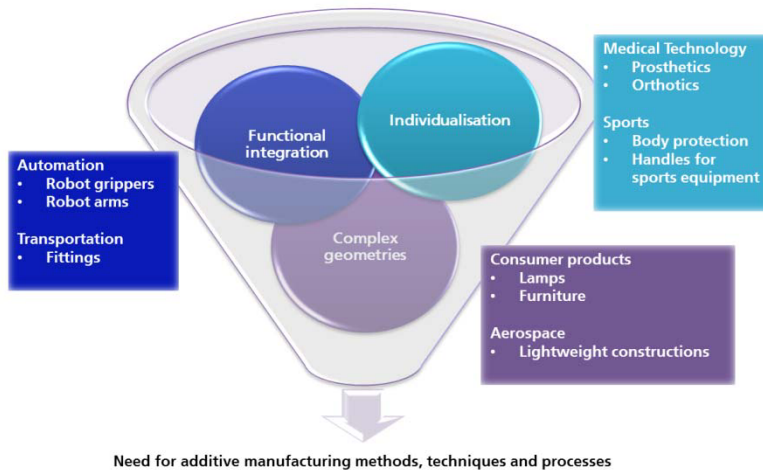 Functional
integration
Individualisation
Complex
geometries
Automation
• Robot grippers
• Robot arms
Transportation
• Fittings
Medical Technology
• Prosthetics
• Orthotics
Sports
• Body protection
• Handles for
sports equipment
Consumer products
• Lamps
• Furniture
Aerospace
• Lightweight constructions
Need for additive manufacturing methods, techniques and processes